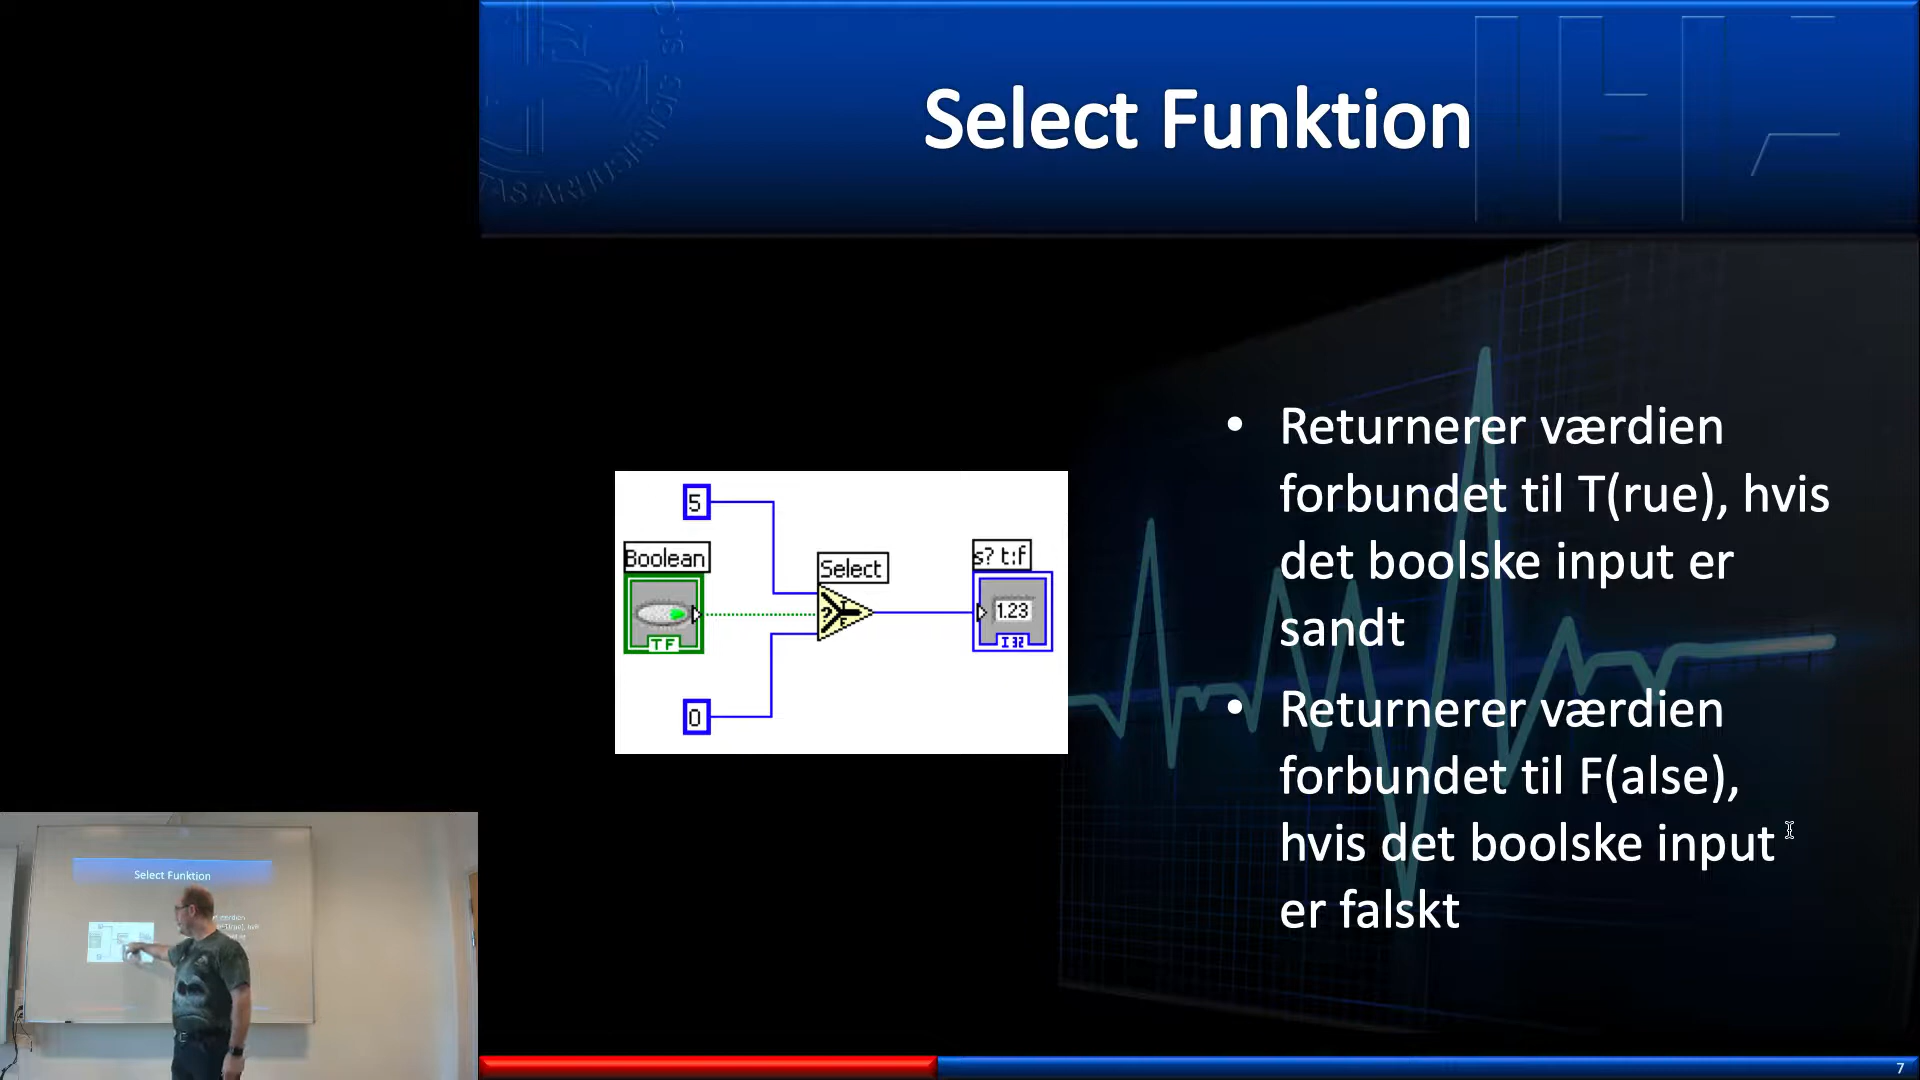 Select Funktion
5
Boolean
TF
Select
?
T
F
s? t:f
1.23
I32
0
• Returnerer værdien
forbundet til T(rue), hvis
det boolske input er
sandt
• Returnerer værdien
forbundet til F(alse),
hvis det boolske input
er falskt
Select Funktion
7